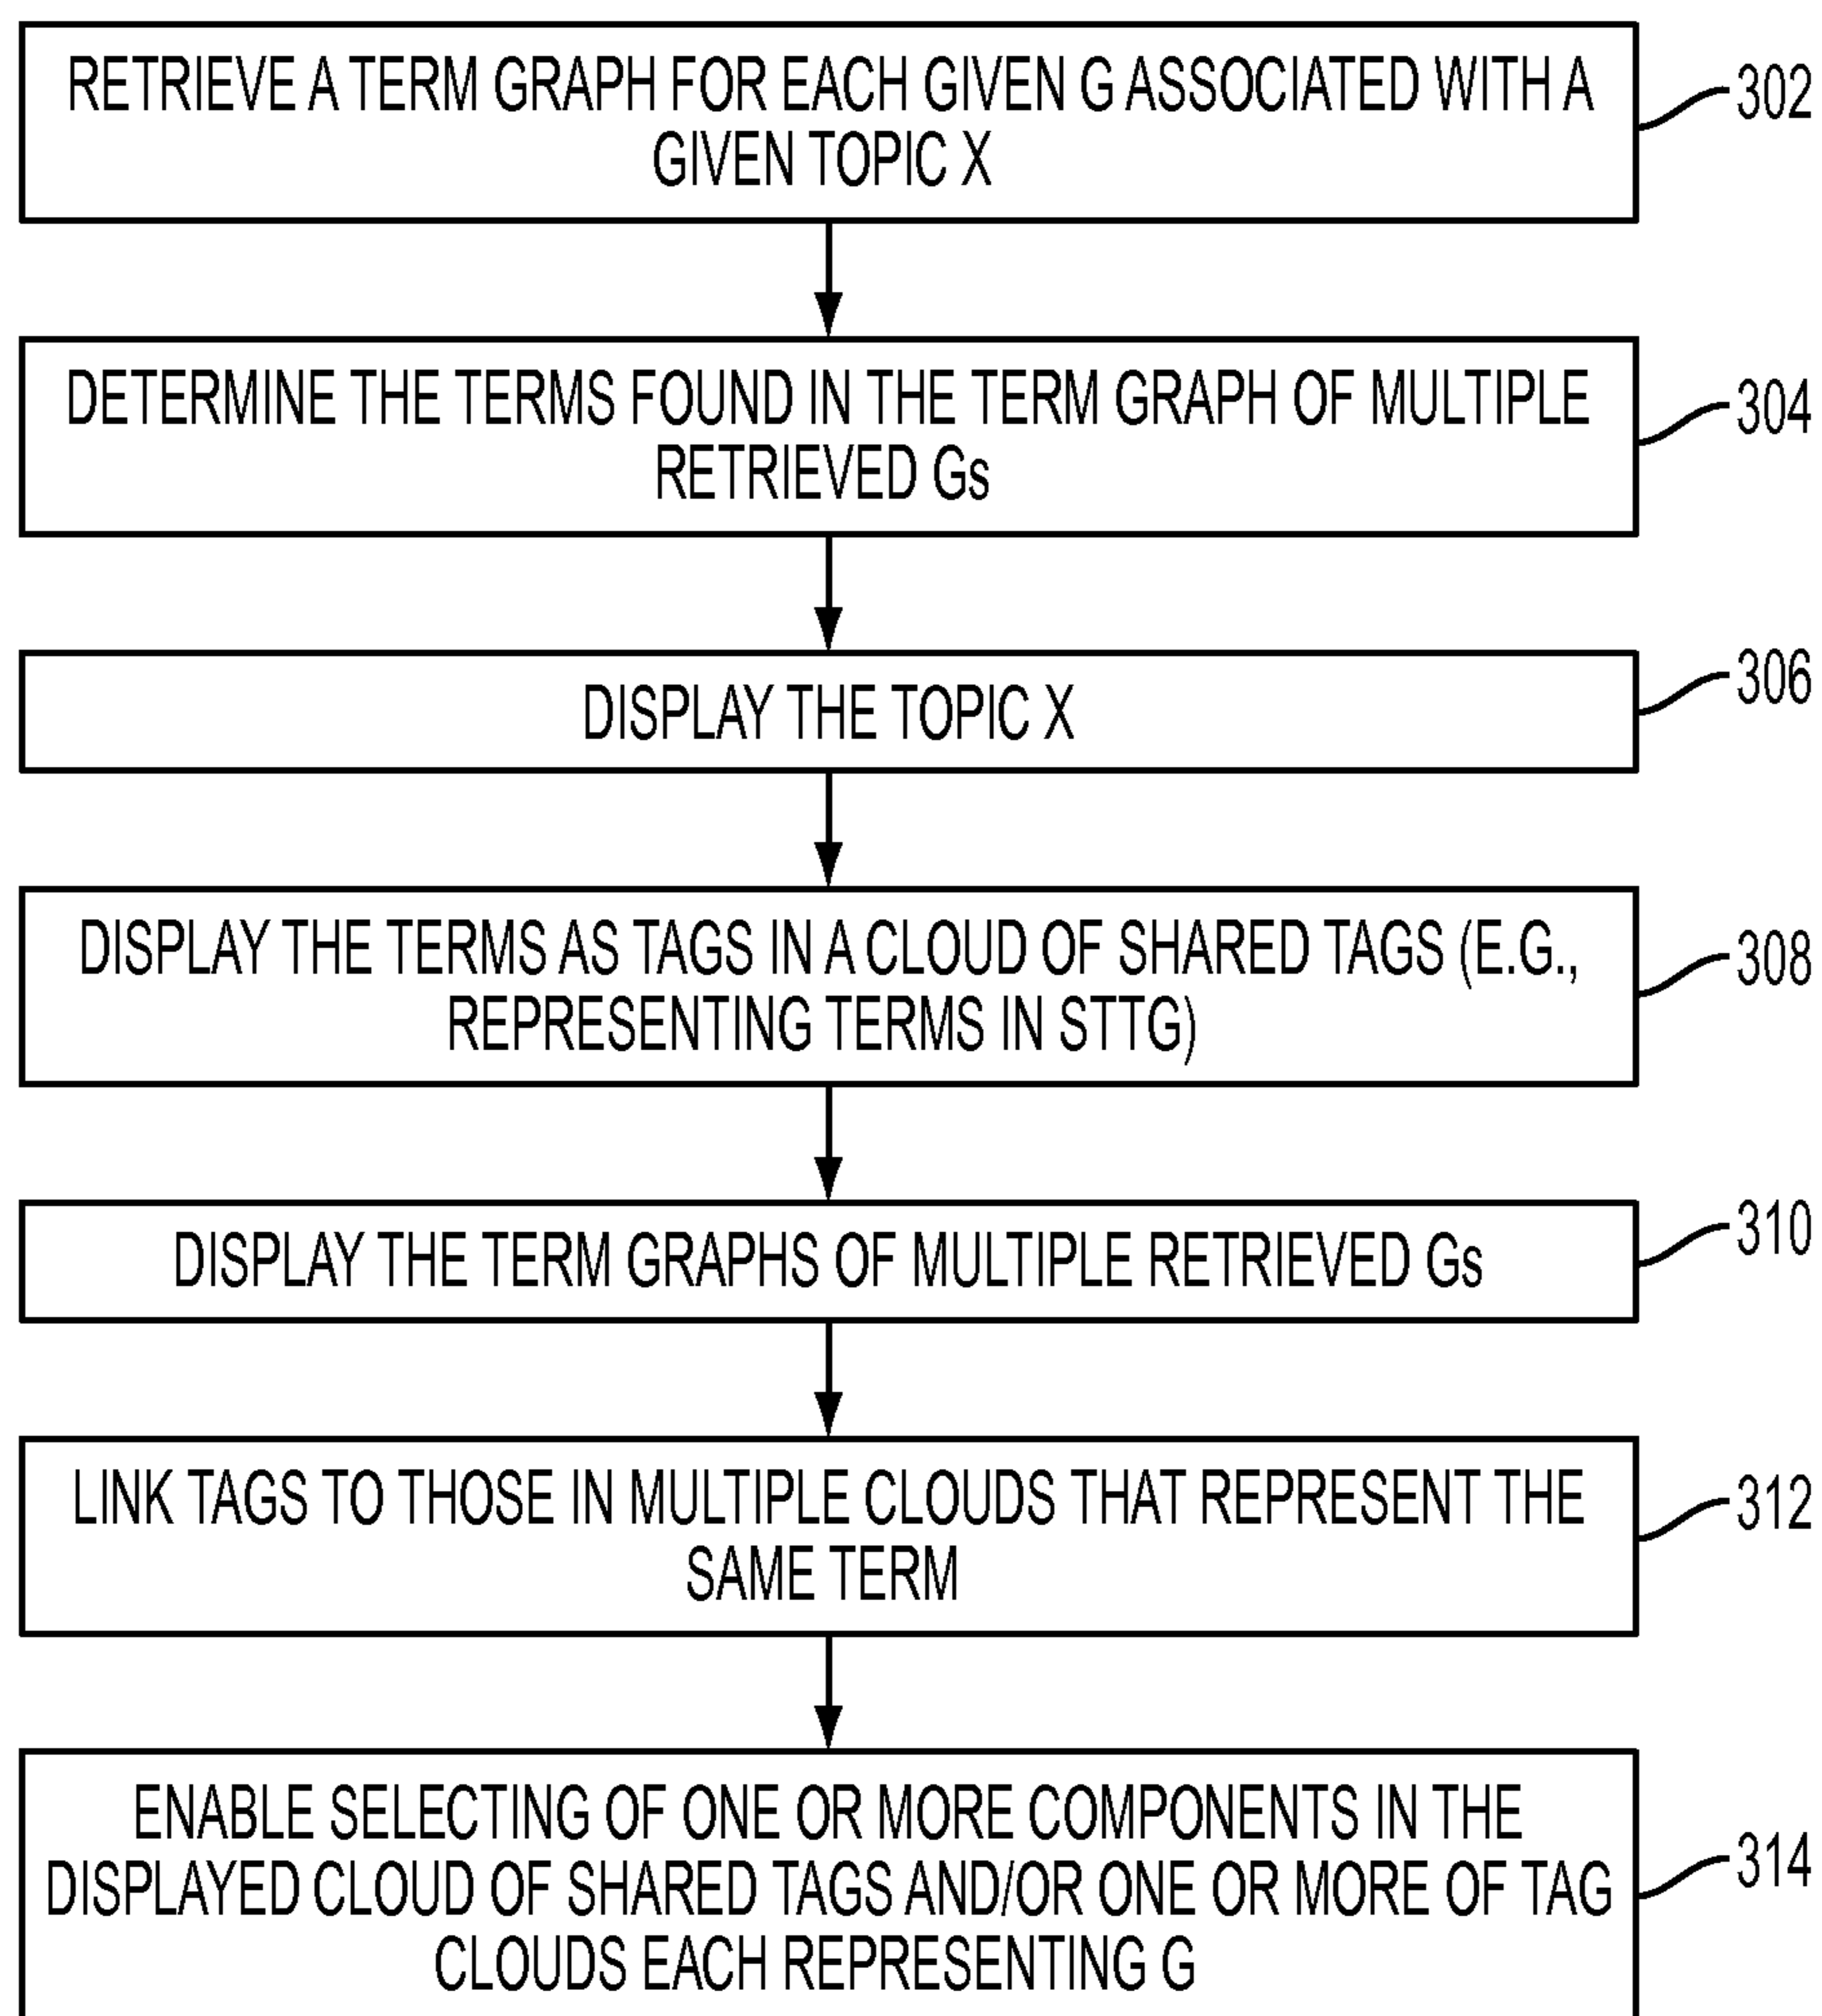 RETRIEVE A TERM GRAPH FOR EACH GIVEN G ASSOCIATED WITH A
GIVEN TOPIC X
302
DETERMINE THE TERMS FOUND IN THE TERM GRAPH OF MULTIPLE
RETRIEVED Gs
304
DISPLAY THE TOPIC X
306
DISPLAY THE TERMS AS TAGS IN A CLOUD OF SHARED TAGS (E.G.,
REPRESENTING TERMS IN STTG)
308
DISPLAY THE TERM GRAPHS OF MULTIPLE RETRIEVED Gs
310
LINK TAGS TO THOSE IN MULTIPLE CLOUDS THAT REPRESENT THE
SAME TERM
312
ENABLE SELECTING OF ONE OR MORE COMPONENTS IN THE
DISPLAYED CLOUD OF SHARED TAGS AND/OR ONE OR MORE OF TAG
CLOUDS EACH REPRESENTING G
314